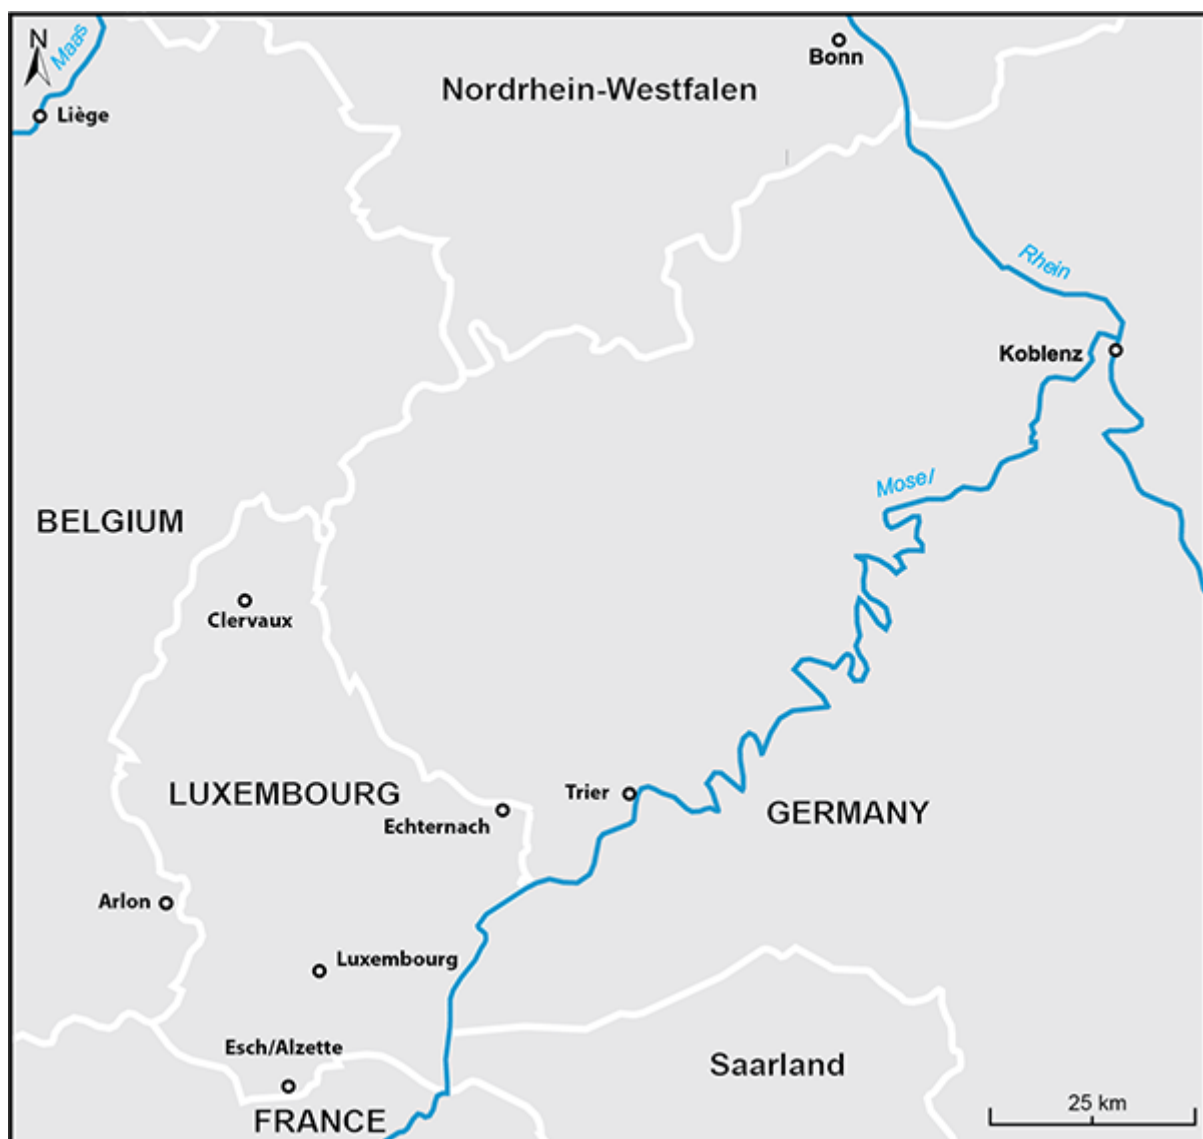 N
Maas
Liège
Bonn
Nordrhein-Westfalen
Rhein
Koblenz
Mosel
BELGIUM
Clervaux
LUXEMBOURG
Trier
GERMANY
Echternach
Arlon
Luxembourg
Esch/Alzette
Saarland
FRANCE
25 km